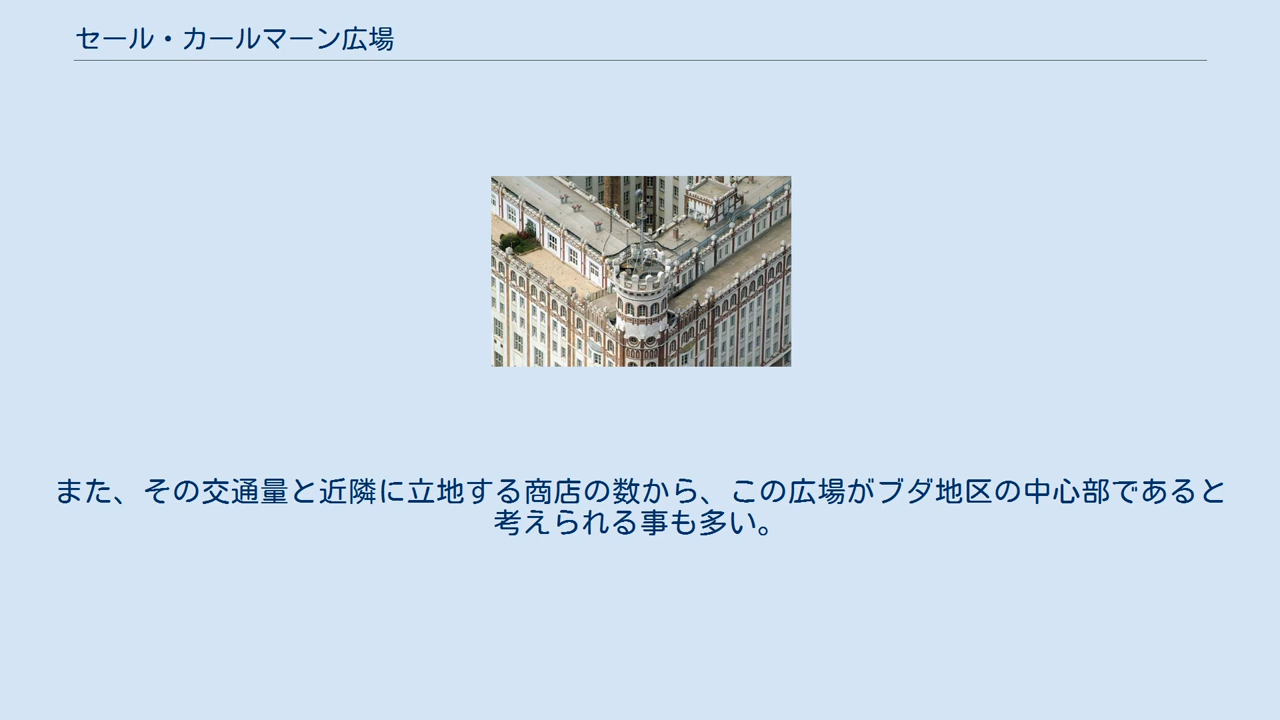 セール・カールマーン広場
また、その交通量と近隣に立地する商店の数から、この広場がブダ地区の中心部であると
考えられる事も多い。